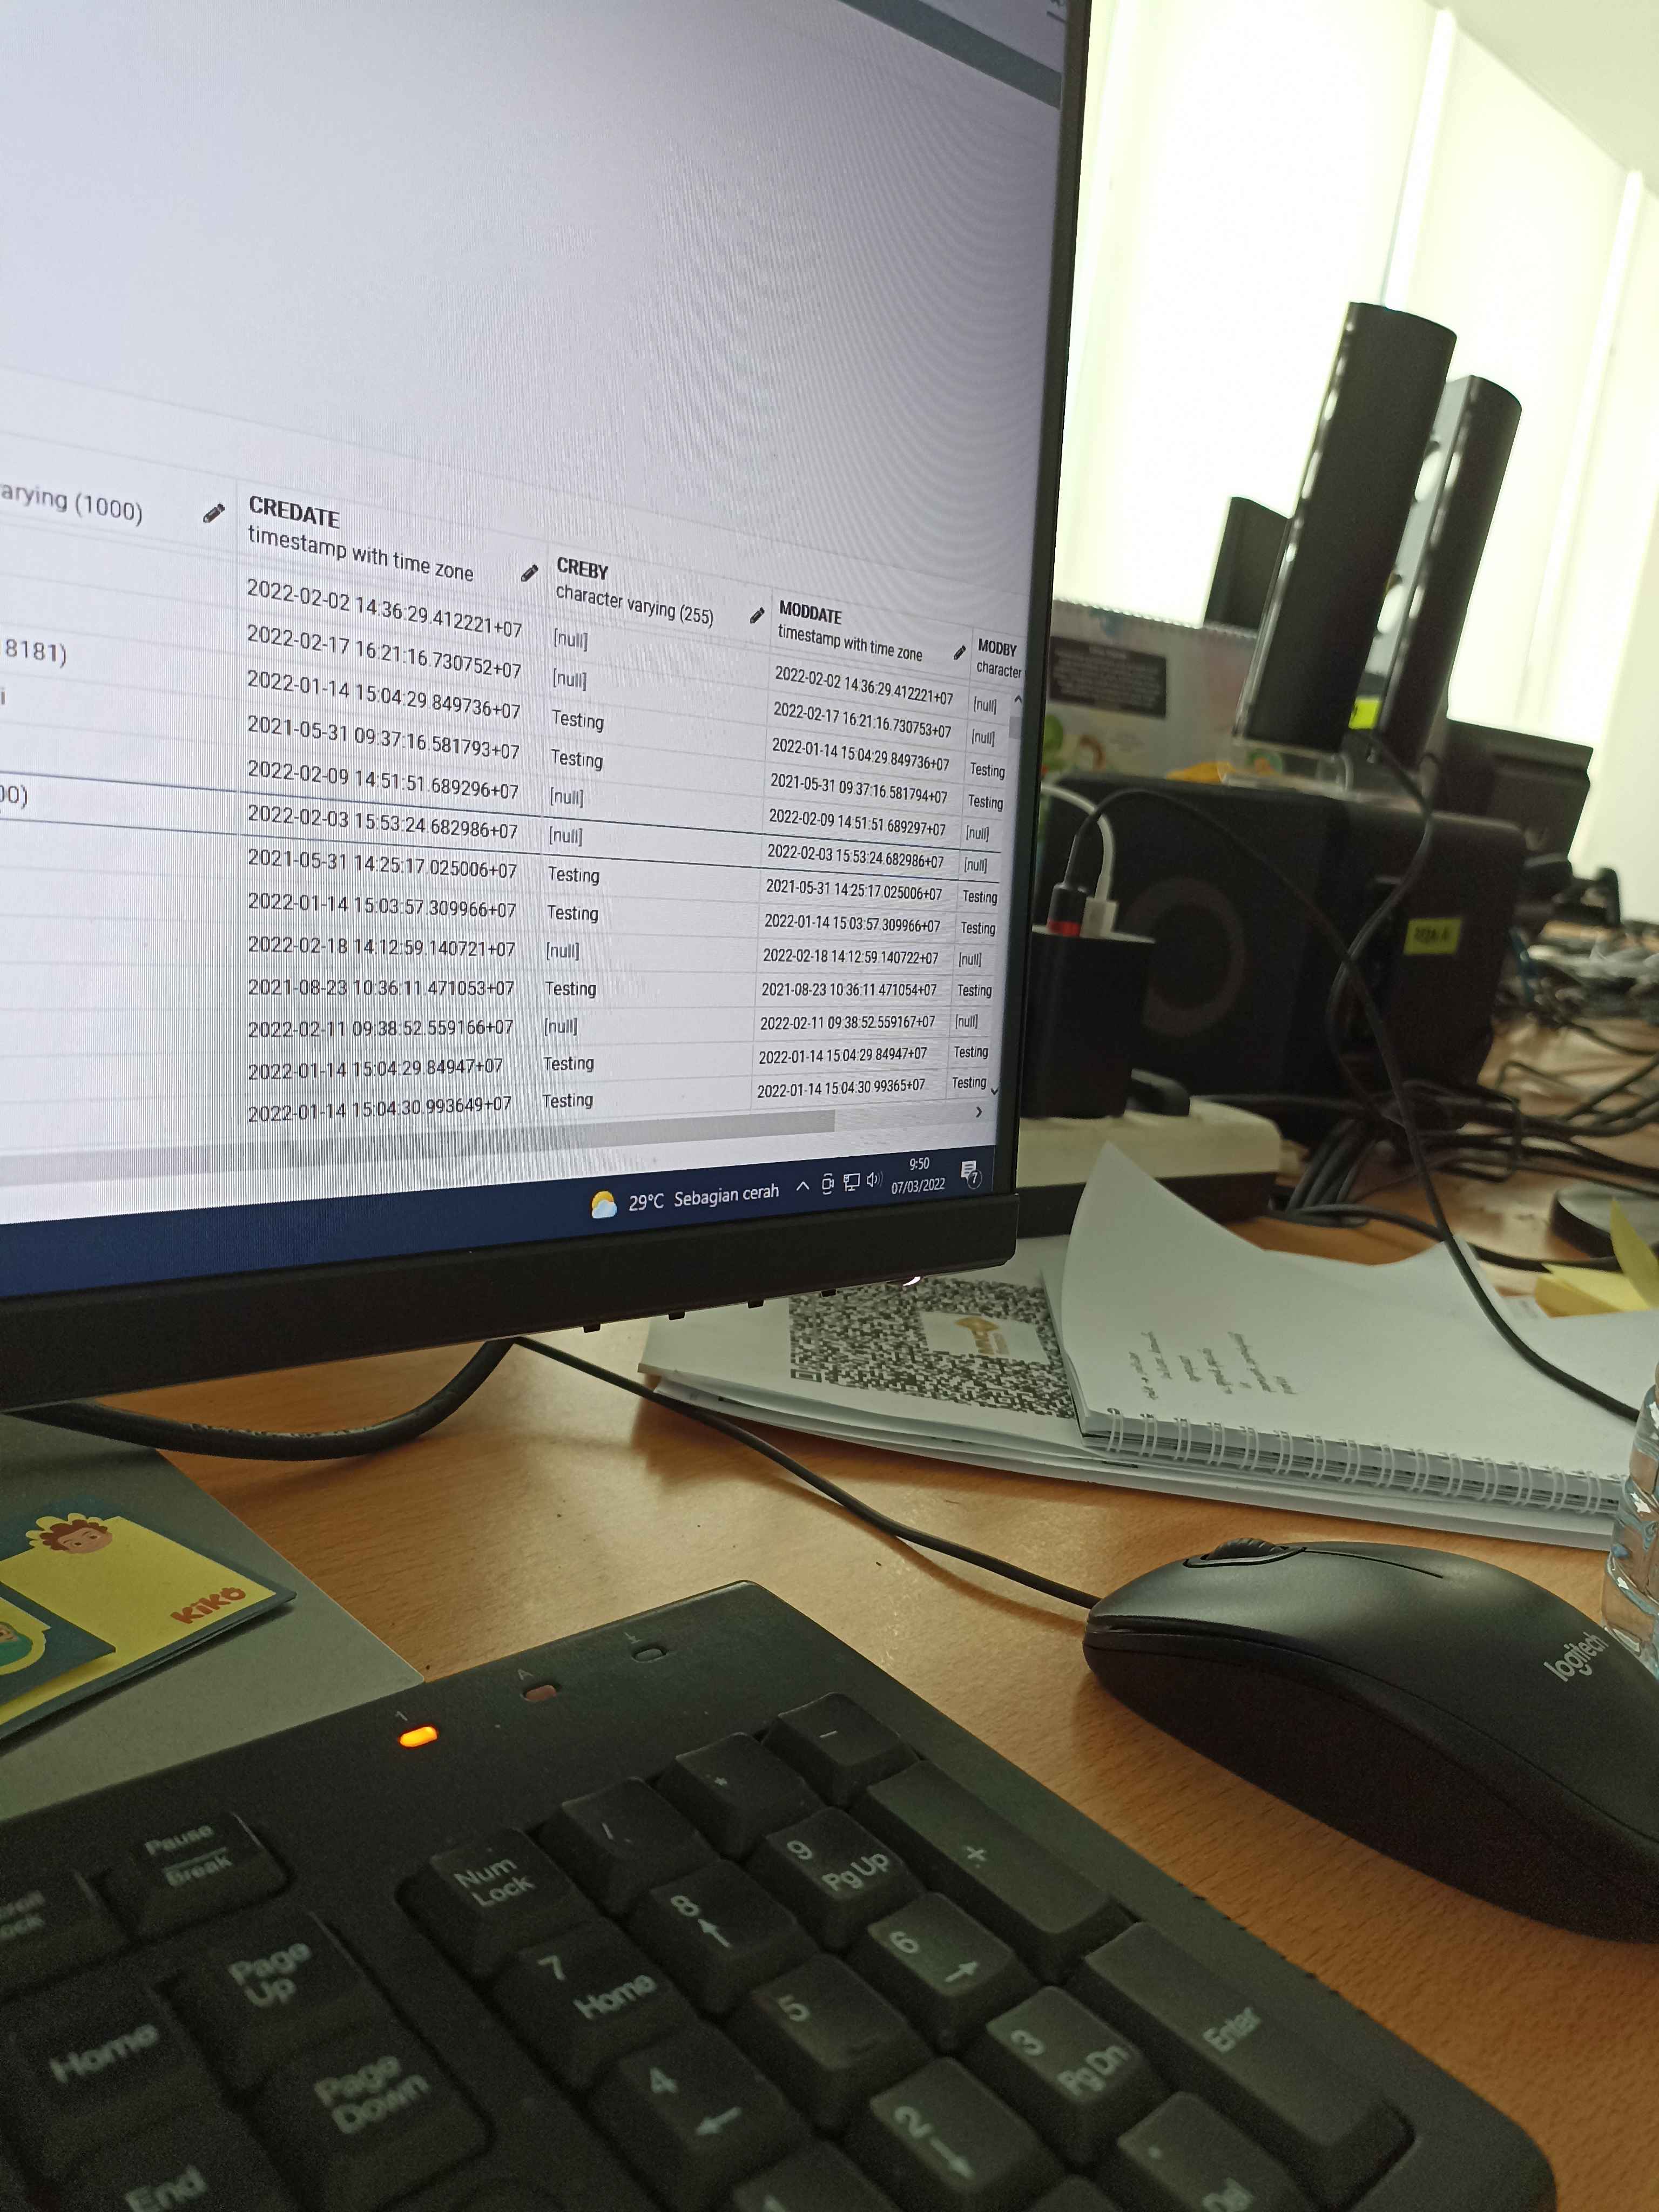 arying (1000)
CREDATE
timestamp with time zone
CREBY
character varying (255)
MODDATE
timestamp with time zone
MODBY
character
2022-02-02 14:36:29.412221+07 [null] 2022-02-02 14:36:29.412221+07 [null]
8181) 2022-02-17 16:21:16.730752+07 [null] 2022-02-17 16:21:16.730753+07 [null]
i 2022-01-14 15:04:29.849736+07 Testing 2022-01-14 15:04:29.849736+07 Testing
2021-05-31 09:37:16.581793+07 Testing 2021-05-31 09:37:16.581794+07 Testing
00) 2022-02-09 14:51:51.689296+07 [null] 2022-02-09 14:51:51.689297+07 [null]
2022-02-03 15:53:24.682986+07 [null] 2022-02-03 15:53:24.682986+07 [null]
2021-05-31 14:25:17.025006+07 Testing 2021-05-31 14:25:17.025006+07 Testing
2022-01-14 15:03:57.309966+07 Testing 2022-01-14 15:03:57.309966+07 Testing
2022-02-18 14:12:59.140721+07 [null] 2022-02-18 14:12:59.140722+07 [null]
2021-08-23 10:36:11.471053+07 Testing 2021-08-23 10:36:11.471054+07 Testing
2022-02-11 09:38:52.559166+07 [null] 2022-02-11 09:38:52.559167+07 [null]
2022-01-14 15:04:29.84947+07 Testing 2022-01-14 15:04:29.84947+07 Testing
2022-01-14 15:04:30.993649+07 Testing 2022-01-14 15:04:30.99365+07 Testing
29°C Sebagian cerah
9:50
07/03/2022
7
KiKO
logitech
1
A
Pause
Break
Num
Lock
/
*
-
Page
Up
7
Home
8
9
PgUp
+
Home
Page
Down
4
5
6
End
1
2
3
PgDn
Enter
.
Del